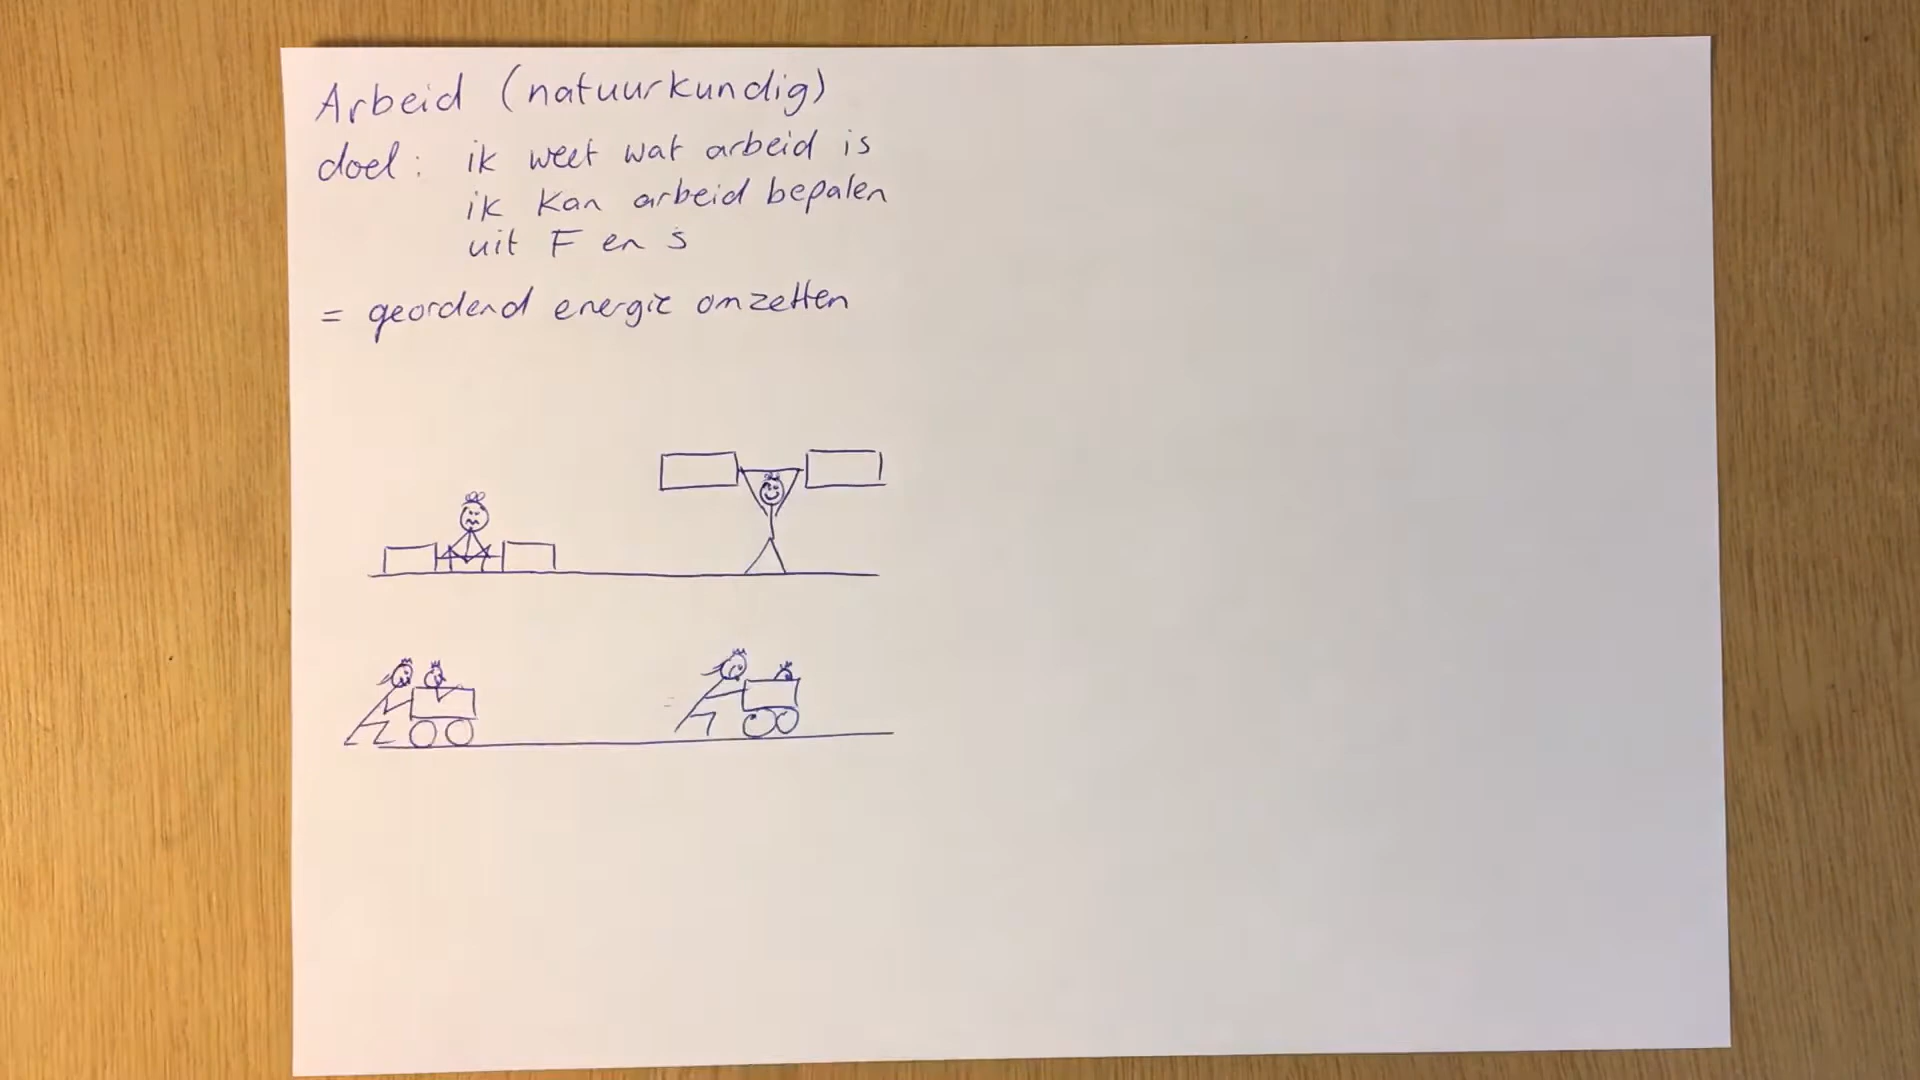 Arbeid (natuurkundig)
doel: ik weet wat arbeid is
ik kan arbeid bepalen
uit F en s
= geordend energie omzetten